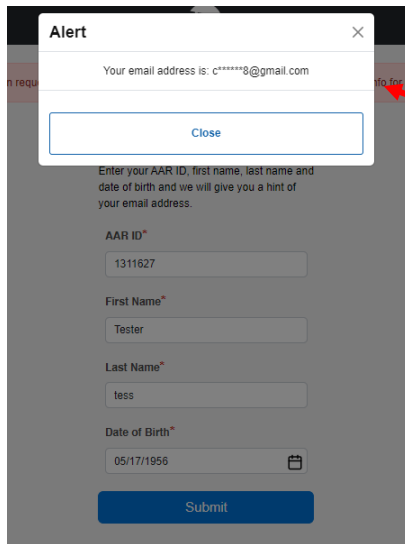 Alert
Your email address is: c******8@gmail.com
Close
Enter your AAR ID, first name, last name and
date of birth and we will give you a hint of
your email address.
AAR ID*
1311627
First Name*
Tester
Last Name*
tess
Date of Birth*
05/17/1956
Submit